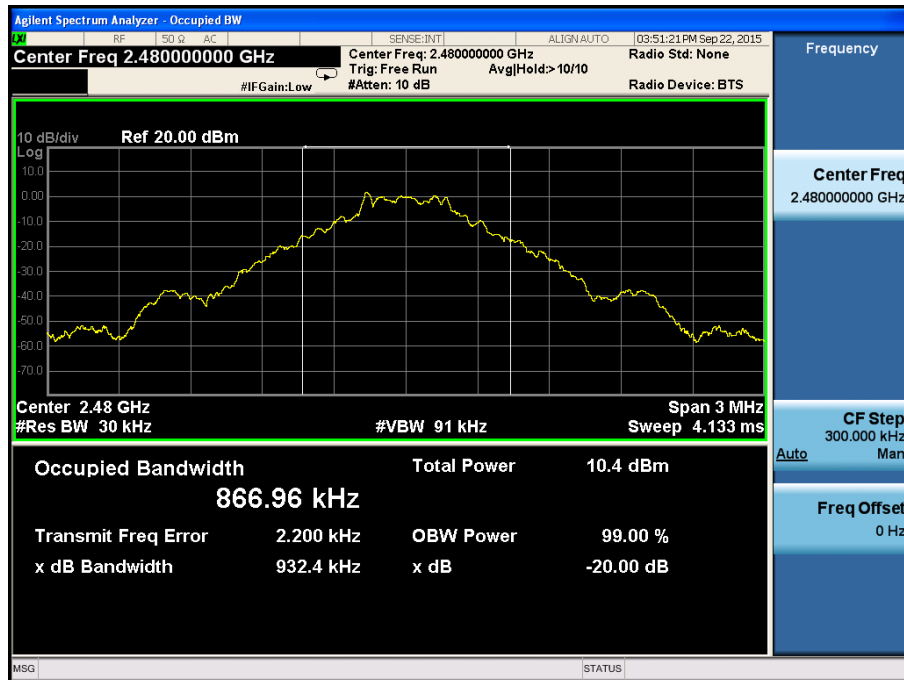 Agilent Spectrum Analyzer - Occupied BW
LXI RF 50 Ω AC SENSE:INT ALIGN AUTO 03:51:21 PM Sep 22, 2015
Center Freq 2.480000000 GHz
Center Freq: 2.480000000 GHz
Radio Std: None
Trig: Free Run Avg|Hold:>10/10
#IFGain:Low
#Atten: 10 dB
Radio Device: BTS
10 dB/div Ref 20.00 dBm
Log
10.0
0.00
-10.0
-20.0
-30.0
-40.0
-50.0
-60.0
-70.0
Center 2.48 GHz Span 3 MHz
#Res BW 30 kHz #VBW 91 kHz Sweep 4.133 ms
Occupied Bandwidth Total Power 10.4 dBm
866.96 kHz
Transmit Freq Error 2.200 kHz OBW Power 99.00 %
x dB Bandwidth 932.4 kHz x dB -20.00 dB
MSG STATUS
Frequency
Center Freq
2.480000000 GHz
CF Step
300.000 kHz
Auto Man
Freq Offset
0 Hz